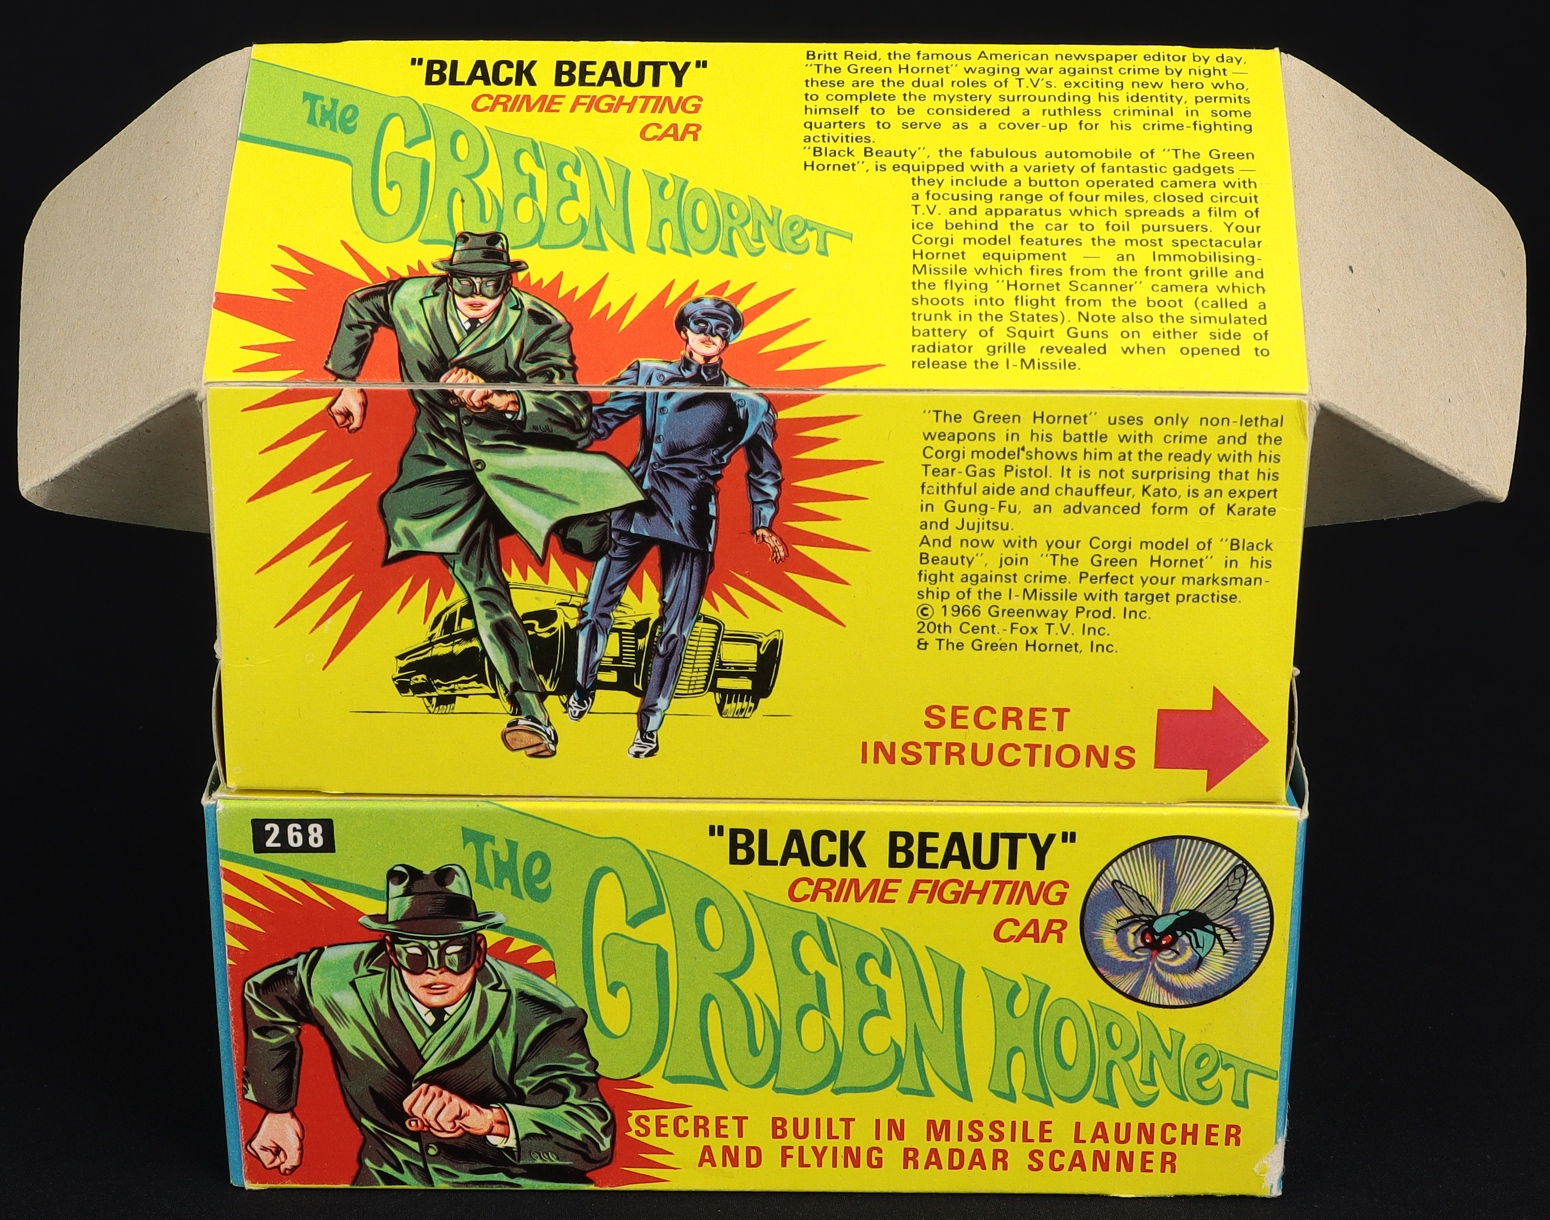 "BLACK BEAUTY"
CRIME FIGHTING
CAR
THE
GREEN HORNET
Britt Reid, the famous American newspaper editor by day,
"The Green Hornet" waging war against crime by night —
these are the dual roles of T.V's. exciting new hero who,
to complete the mystery surrounding his identity, permits
himself to be considered a ruthless criminal in some
quarters to serve as a cover-up for his crime-fighting
activities.
"Black Beauty", the fabulous automobile of "The Green
Hornet", is equipped with a variety of fantastic gadgets —
they include a button operated camera with
a focusing range of four miles, closed circuit
T.V. and apparatus which spreads a film of
ice behind the car to foil pursuers. Your
Corgi model features the most spectacular
Hornet equipment — an Immobilising-
Missile which fires from the front grille and
the flying "Hornet Scanner" camera which
shoots into flight from the boot (called a
trunk in the States). Note also the simulated
battery of Squirt Guns on either side of
radiator grille revealed when opened to
release the I-Missile.
"The Green Hornet" uses only non-lethal
weapons in his battle with crime and the
Corgi model shows him at the ready with his
Tear-Gas Pistol. It is not surprising that his
faithful aide and chauffeur, Kato, is an expert
in Gung-Fu, an advanced form of Karate
and Jujitsu.
And now with your Corgi model of "Black
Beauty", join "The Green Hornet" in his
fight against crime. Perfect your marksman-
ship of the I-Missile with target practise.
© 1966 Greenway Prod. Inc.
20th Cent.-Fox T.V. Inc.
& The Green Hornet, Inc.
SECRET
INSTRUCTIONS
268
"BLACK BEAUTY"
CRIME FIGHTING
CAR
THE
GREEN HORNET
SECRET BUILT IN MISSILE LAUNCHER
AND FLYING RADAR SCANNER